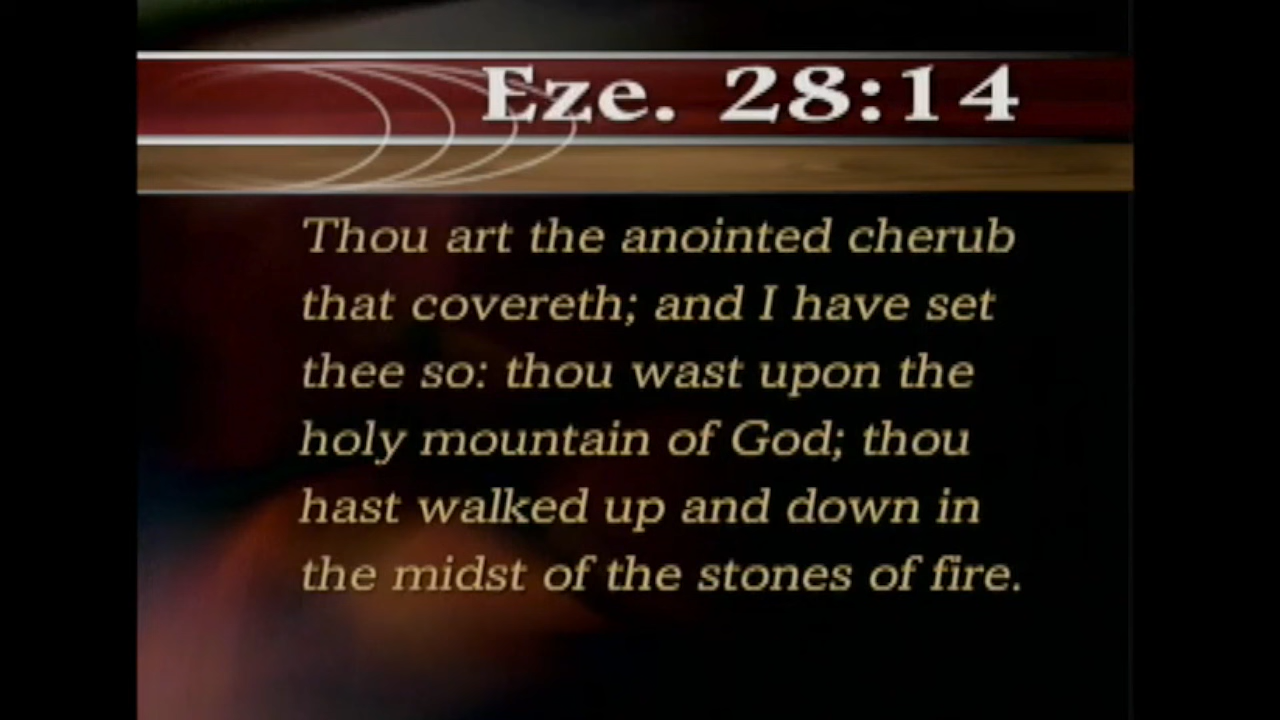 Eze. 28:14
Thou art the anointed cherub
that covereth; and I have set
thee so: thou wast upon the
holy mountain of God; thou
hast walked up and down in
the midst of the stones of fire.